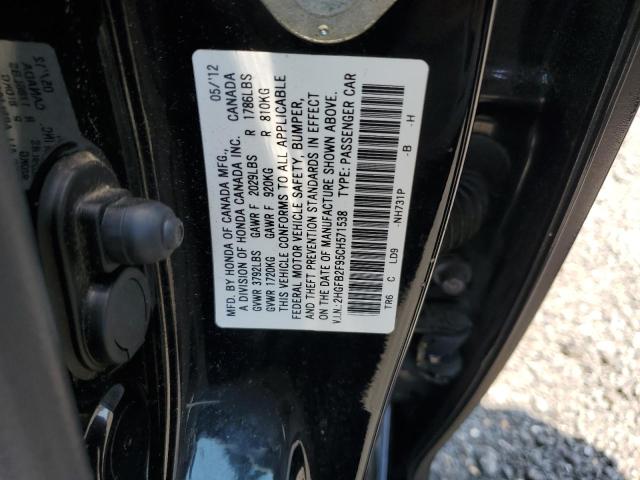 MFD. BY HONDA OF CANADA MFG., 05/12
A DIVISION OF HONDA CANADA INC. CANADA
GVWR 3792LBS GAWR F 2029LBS R 1786LBS
GVWR 1720KG GAWR F 920KG R 810KG
THIS VEHICLE CONFORMS TO ALL APPLICABLE
FEDERAL MOTOR VEHICLE SAFETY, BUMPER,
AND THEFT PREVENTION STANDARDS IN EFFECT
ON THE DATE OF MANUFACTURE SHOWN ABOVE.
V.I.N.:2HGFB2F95CH571538 TYPE:PASSENGER CAR
TR6 C LD9 -NH731P -B -H